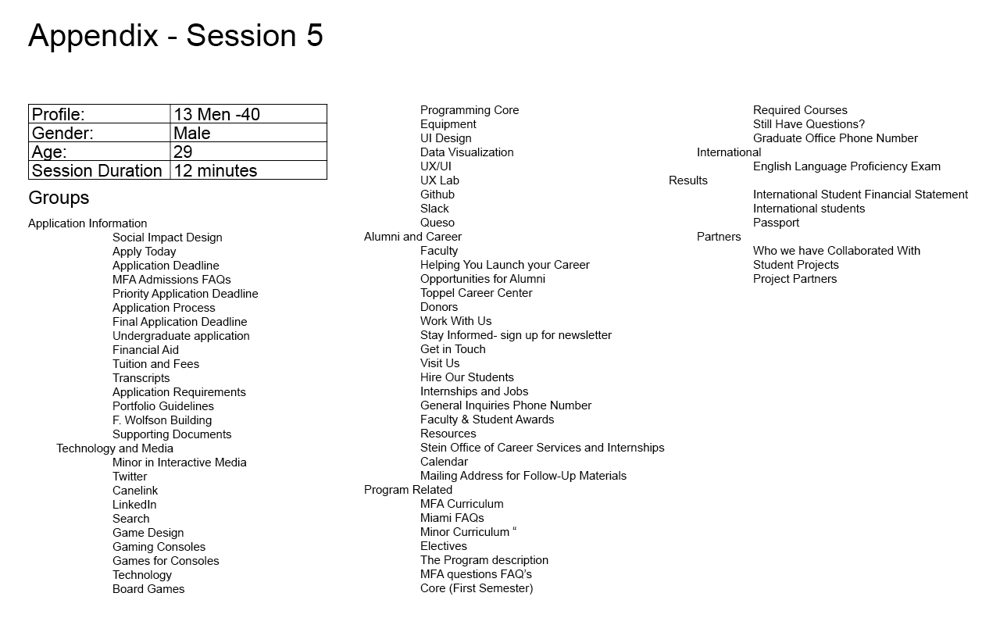 Appendix - Session 5
Profile: 13 Men -40
Gender: Male
Age: 29
Session Duration 12 minutes
Groups
Application Information
Social Impact Design
Apply Today
Application Deadline
MFA Admissions FAQs
Priority Application Deadline
Application Process
Final Application Deadline
Undergraduate application
Financial Aid
Tuition and Fees
Transcripts
Application Requirements
Portfolio Guidelines
F. Wolfson Building
Supporting Documents
Technology and Media
Minor in Interactive Media
Twitter
Canelink
LinkedIn
Search
Game Design
Gaming Consoles
Games for Consoles
Technology
Board Games
Programming Core
Equipment
UI Design
Data Visualization
UX/UI
UX Lab
Github
Slack
Queso
Alumni and Career
Faculty
Helping You Launch your Career
Opportunities for Alumni
Toppel Career Center
Donors
Work With Us
Stay Informed- sign up for newsletter
Get in Touch
Visit Us
Hire Our Students
Internships and Jobs
General Inquiries Phone Number
Faculty & Student Awards
Resources
Stein Office of Career Services and Internships
Calendar
Mailing Address for Follow-Up Materials
Program Related
MFA Curriculum
Miami FAQs
Minor Curriculum “
Electives
The Program description
MFA questions FAQ’s
Core (First Semester)
Required Courses
Still Have Questions?
Graduate Office Phone Number
International
English Language Proficiency Exam
Results
International Student Financial Statement
International students
Passport
Partners
Who we have Collaborated With
Student Projects
Project Partners